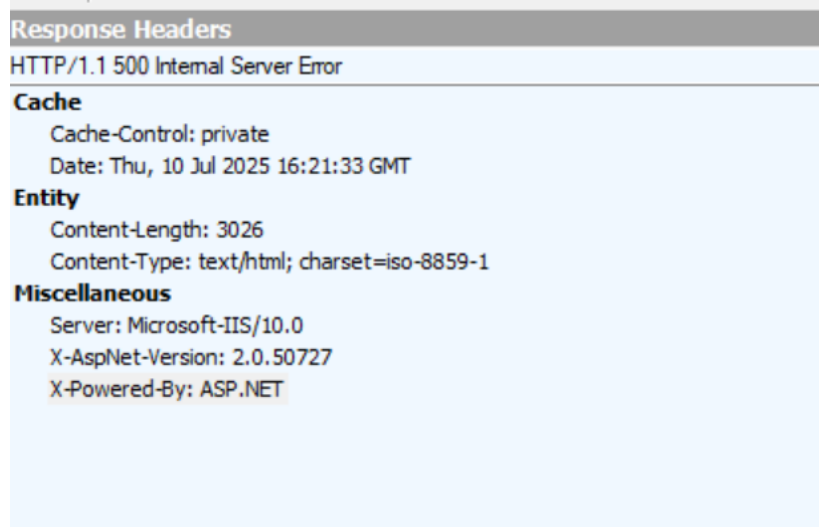 Response Headers
HTTP/1.1 500 Internal Server Error
Cache
Cache-Control: private
Date: Thu, 10 Jul 2025 16:21:33 GMT
Entity
Content-Length: 3026
Content-Type: text/html; charset=iso-8859-1
Miscellaneous
Server: Microsoft-IIS/10.0
X-AspNet-Version: 2.0.50727
X-Powered-By: ASP.NET